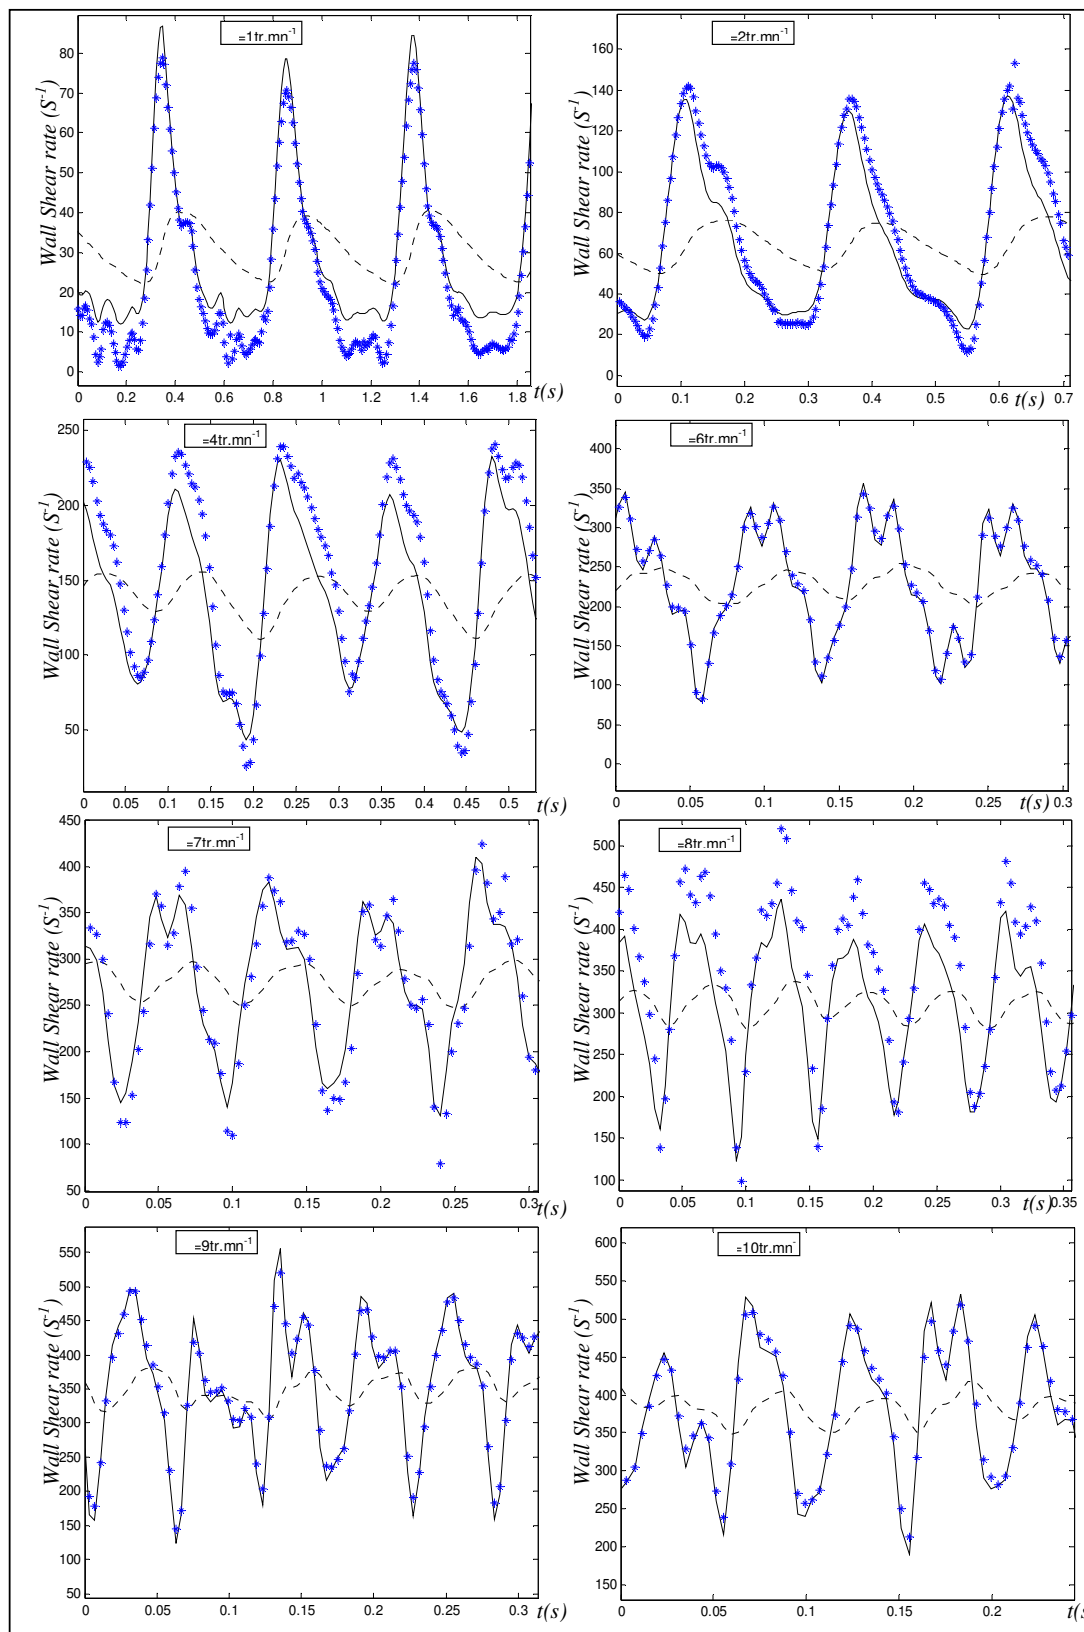 =1tr.mn⁻¹
Wall Shear rate (S⁻¹)
80
70
60
50
40
30
20
10
0
0 0.2 0.4 0.6 0.8 1 1.2 1.4 1.6 1.8
t(s)
=2tr.mn⁻¹
Wall Shear rate (S⁻¹)
160
140
120
100
80
60
40
20
0
0.1 0.2 0.3 0.4 0.5 0.6 0.7
t(s)
=4tr.mn⁻¹
Wall Shear rate (S⁻¹)
250
200
150
100
50
0 0.05 0.1 0.15 0.2 0.25 0.3 0.35 0.4 0.45 0.5
t(s)
=6tr.mn⁻¹
Wall Shear rate (S⁻¹)
400
350
300
250
200
150
100
50
0
0 0.05 0.1 0.15 0.2 0.25 0.3
t(s)
=7tr.mn⁻¹
Wall Shear rate (S⁻¹)
450
400
350
300
250
200
150
100
50
0 0.05 0.1 0.15 0.2 0.25 0.3
t(s)
=8tr.mn⁻¹
Wall Shear rate (S⁻¹)
500
450
400
350
300
250
200
150
100
0 0.05 0.1 0.15 0.2 0.25 0.3 0.35
t(s)
=9tr.mn⁻¹
Wall Shear rate (S⁻¹)
550
500
450
400
350
300
250
200
150
100
50
0 0.05 0.1 0.15 0.2 0.25 0.3
t(s)
=10tr.mn⁻
Wall Shear rate (S⁻¹)
600
550
500
450
400
350
300
250
200
150
0 0.05 0.1 0.15 0.2
t(s